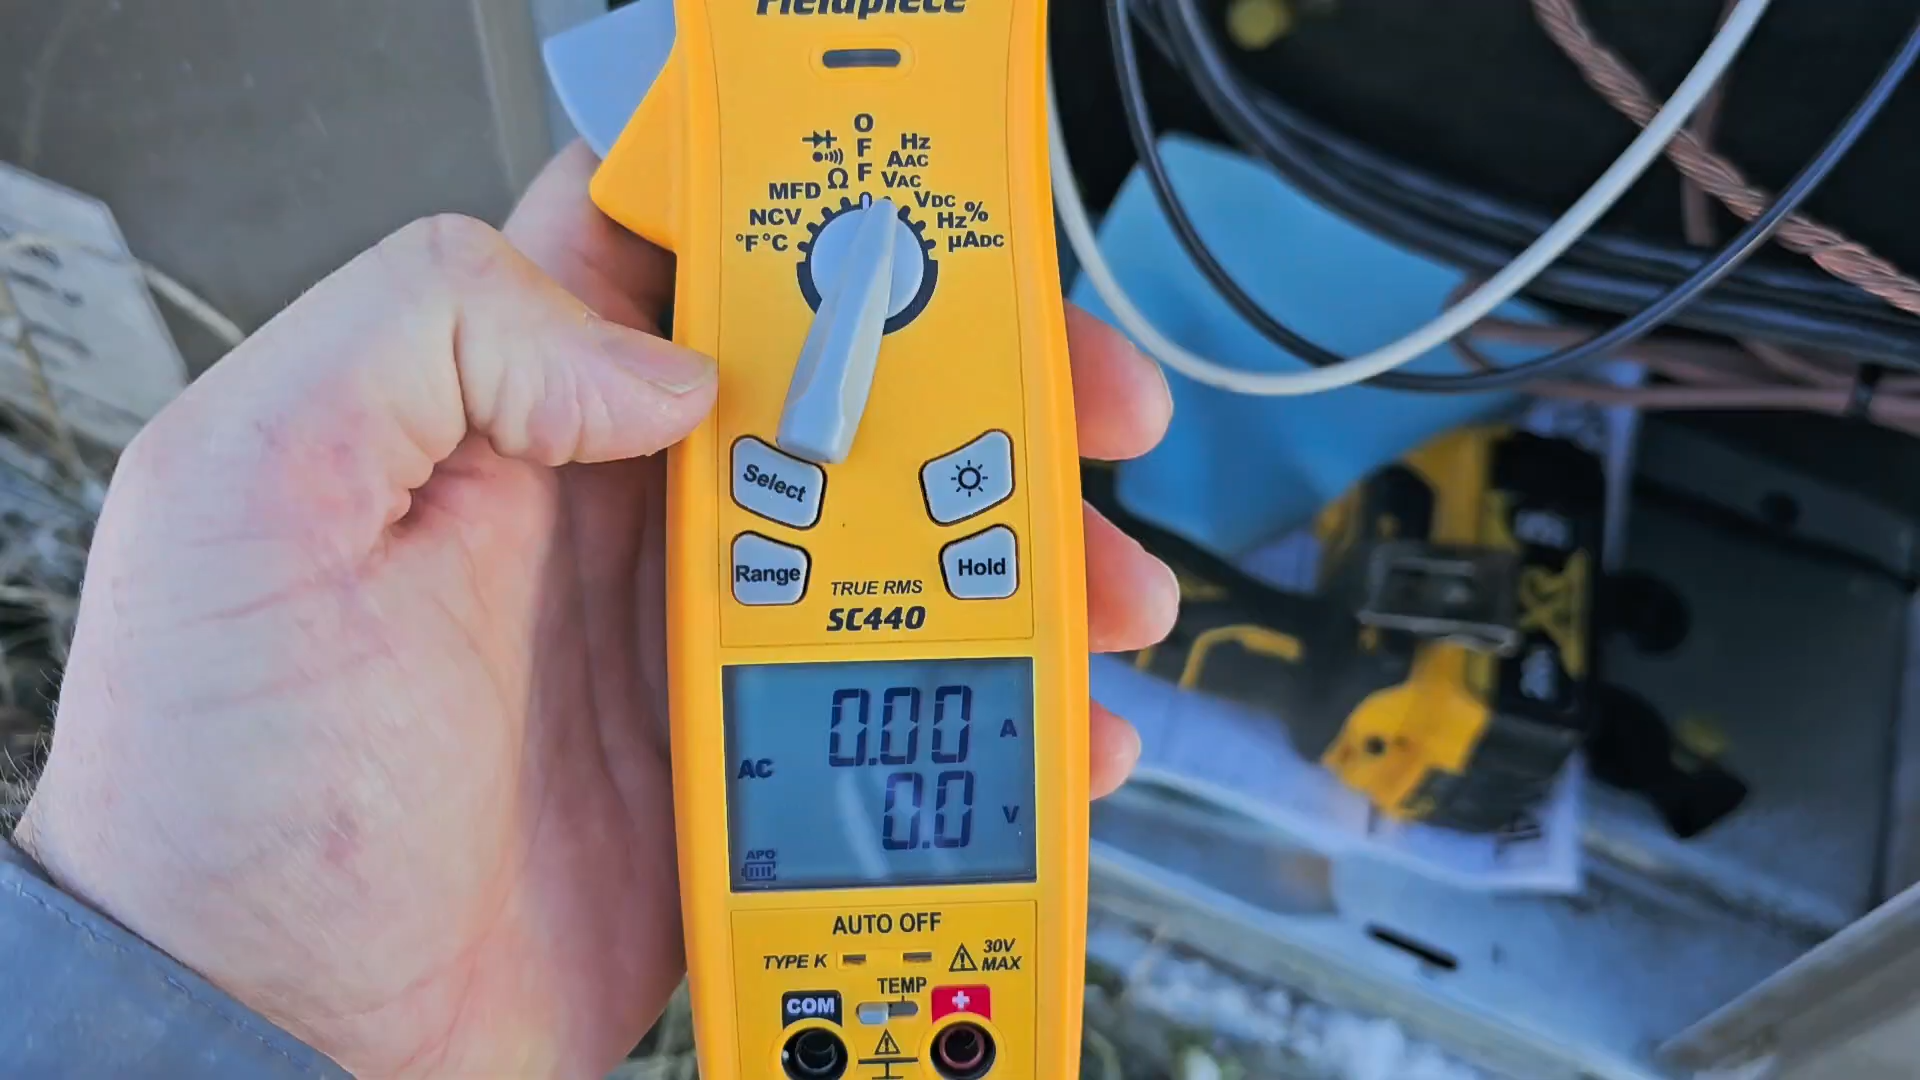 Fieldpiece
O
F
F
Hz
AAC
VAC
VDC
Hz%
µADC
Ω
MFD
NCV
°F°C
Select
Range
Hold
TRUE RMS
SC440
0.00 A
AC
0.0 V
APO
AUTO OFF
TYPE K
30V
MAX
TEMP
COM
+